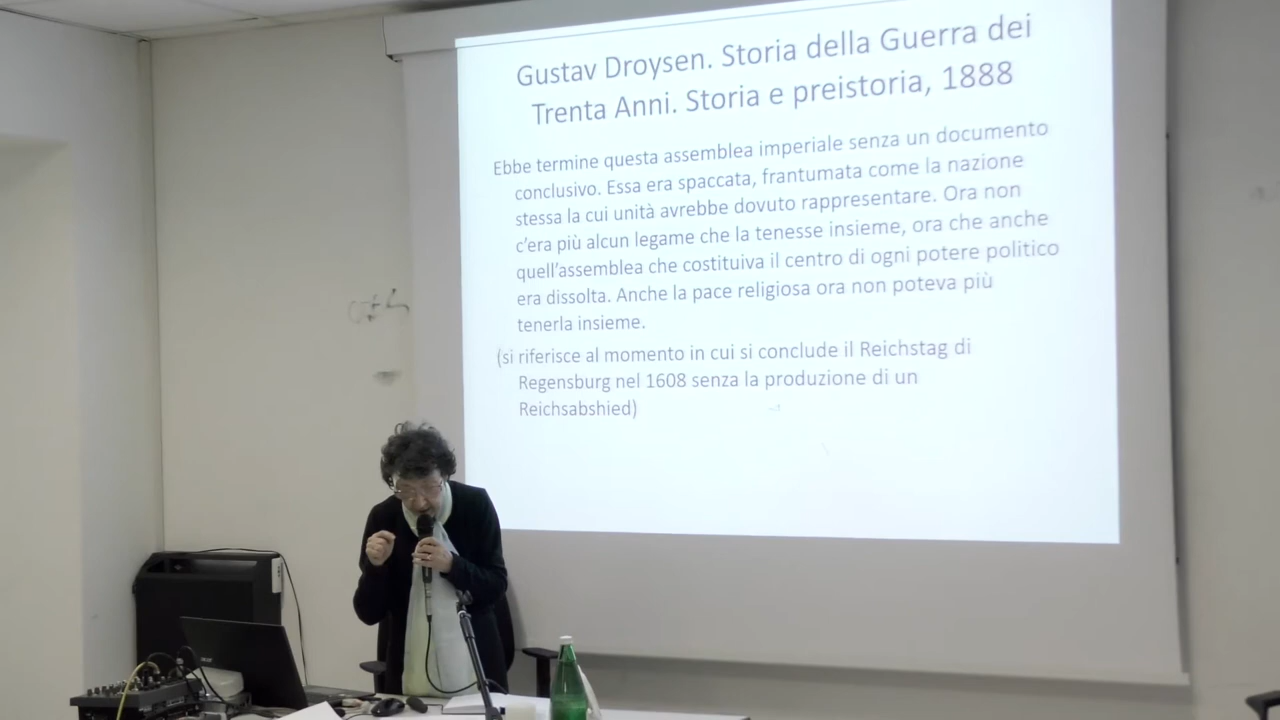 Gustav Droysen. Storia della Guerra dei
Trenta Anni. Storia e preistoria, 1888
Ebbe termine questa assemblea imperiale senza un documento
conclusivo. Essa era spaccata, frantumata come la nazione
stessa la cui unità avrebbe dovuto rappresentare. Ora non
c'era più alcun legame che la tenesse insieme, ora che anche
quell'assemblea che costituiva il centro di ogni potere politico
era dissolta. Anche la pace religiosa ora non poteva più
tenerla insieme.
(si riferisce al momento in cui si conclude il Reichstag di
Regensburg nel 1608 senza la produzione di un
Reichsabshied)